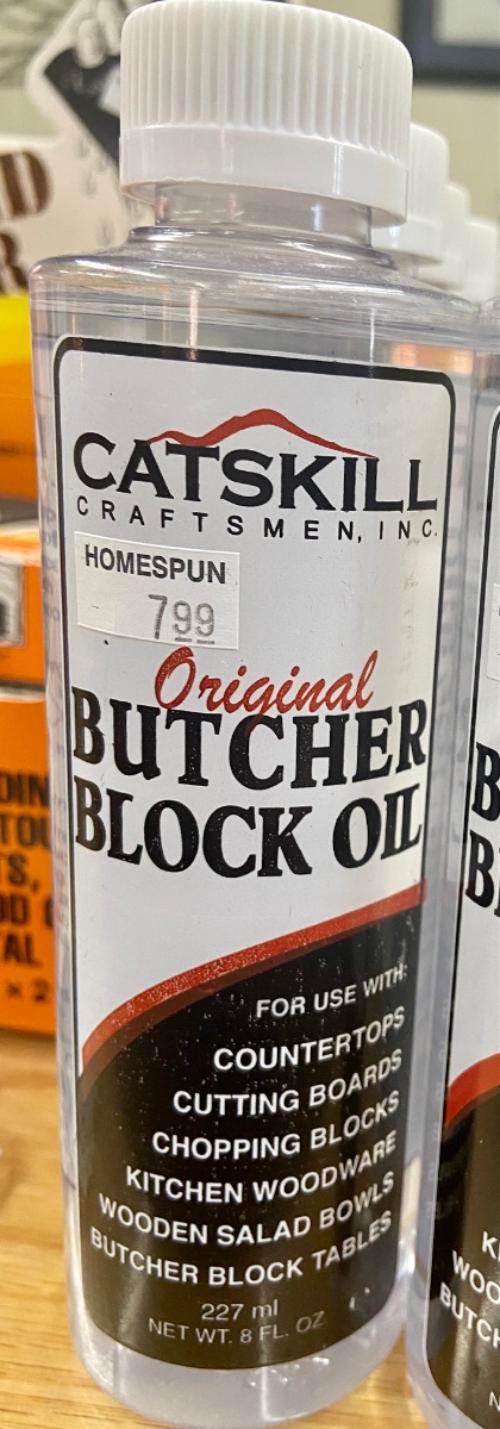 CATSKILL
CRAFTSMEN, INC.
HOMESPUN
7.99
Original
BUTCHER
BLOCK OIL
FOR USE WITH:
COUNTERTOPS
CUTTING BOARDS
CHOPPING BLOCKS
KITCHEN WOODWARE
WOODEN SALAD BOWLS
BUTCHER BLOCK TABLES
227 ml
NET WT. 8 FL. OZ